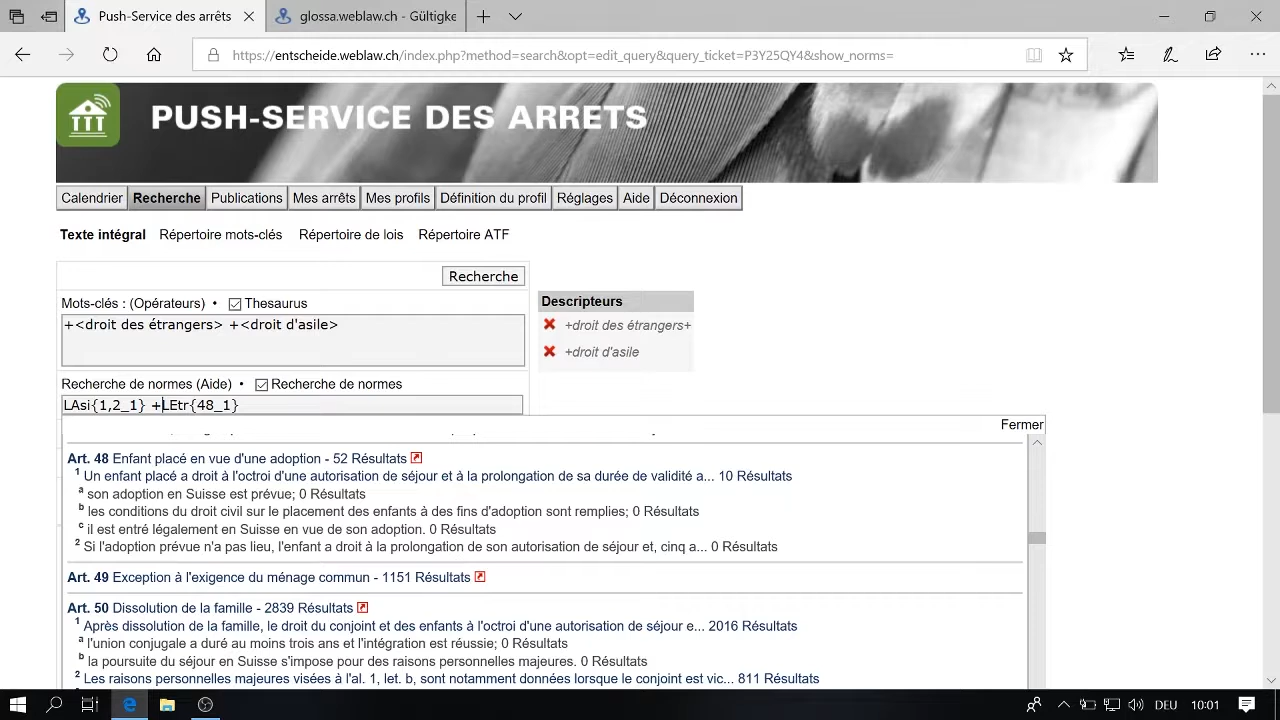 Push-Service des arrêts
glossa.weblaw.ch - Gültigke
https://entscheide.weblaw.ch/index.php?method=search&opt=edit_query&query_ticket=P3Y25QY4&show_norms=
PUSH-SERVICE DES ARRETS
Calendrier Recherche Publications Mes arrêts Mes profils Définition du profil Réglages Aide Déconnexion
Texte intégral Répertoire mots-clés Répertoire de lois Répertoire ATF
Recherche
Mots-clés : (Opérateurs) • Thesaurus
+<droit des étrangers> +<droit d'asile>
Descripteurs
+droit des étrangers+
+droit d'asile
Recherche de normes (Aide) • Recherche de normes
LAsi{1,2_1} +LEtr{48_1}
Fermer
Art. 48 Enfant placé en vue d'une adoption - 52 Résultats
1 Un enfant placé a droit à l'octroi d'une autorisation de séjour et à la prolongation de sa durée de validité a... 10 Résultats
a son adoption en Suisse est prévue; 0 Résultats
b les conditions du droit civil sur le placement des enfants à des fins d'adoption sont remplies; 0 Résultats
c il est entré légalement en Suisse en vue de son adoption. 0 Résultats
2 Si l'adoption prévue n'a pas lieu, l'enfant a droit à la prolongation de son autorisation de séjour et, cinq a... 0 Résultats
Art. 49 Exception à l'exigence du ménage commun - 1151 Résultats
Art. 50 Dissolution de la famille - 2839 Résultats
1 Après dissolution de la famille, le droit du conjoint et des enfants à l'octroi d'une autorisation de séjour e... 2016 Résultats
a l'union conjugale a duré au moins trois ans et l'intégration est réussie; 0 Résultats
b la poursuite du séjour en Suisse s'impose pour des raisons personnelles majeures. 0 Résultats
2 Les raisons personnelles majeures visées à l'al. 1, let. b, sont notamment données lorsque le conjoint est vic... 811 Résultats
DEU 10:01